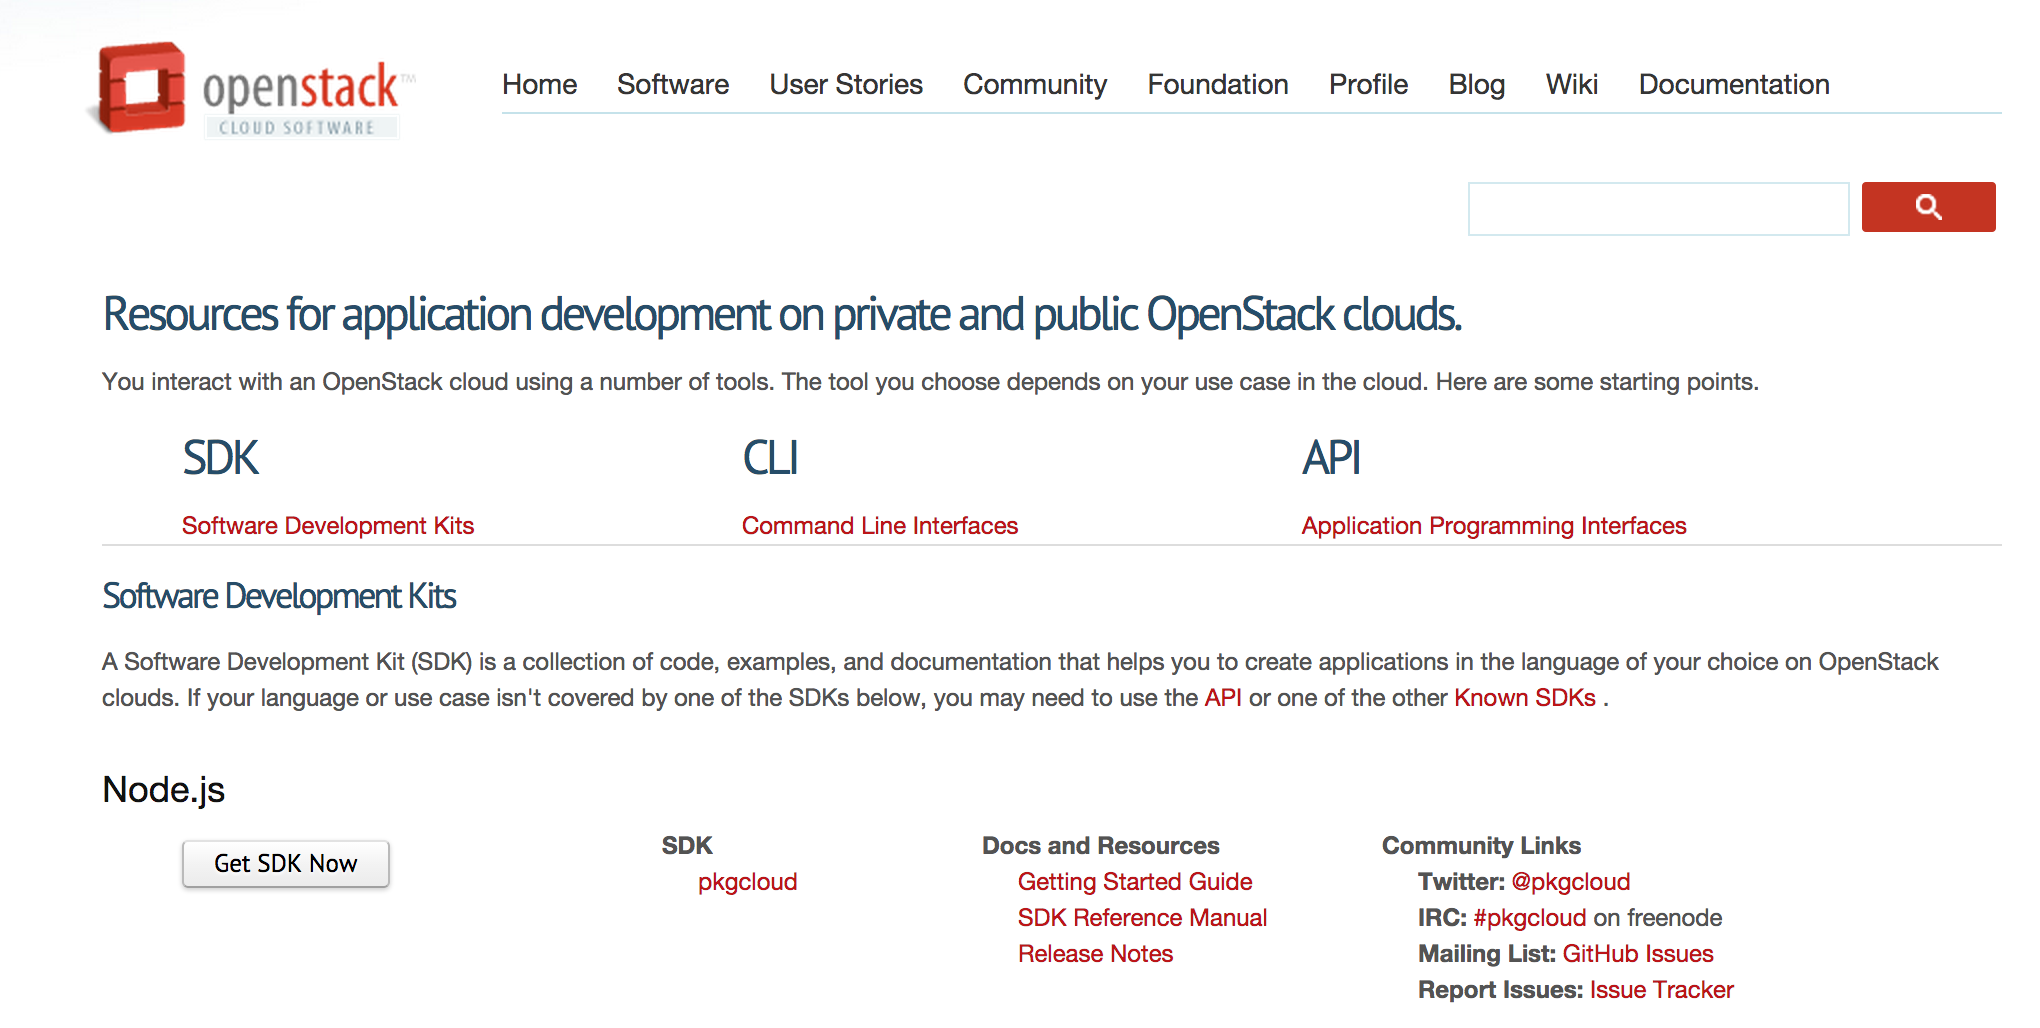 openstack™
CLOUD SOFTWARE
Home Software User Stories Community Foundation Profile Blog Wiki Documentation
Resources for application development on private and public OpenStack clouds.
You interact with an OpenStack cloud using a number of tools. The tool you choose depends on your use case in the cloud. Here are some starting points.
SDK CLI API
Software Development Kits Command Line Interfaces Application Programming Interfaces
Software Development Kits
A Software Development Kit (SDK) is a collection of code, examples, and documentation that helps you to create applications in the language of your choice on OpenStack
clouds. If your language or use case isn't covered by one of the SDKs below, you may need to use the API or one of the other Known SDKs .
Node.js
Get SDK Now
SDK
pkgcloud
Docs and Resources
Getting Started Guide
SDK Reference Manual
Release Notes
Community Links
Twitter: @pkgcloud
IRC: #pkgcloud on freenode
Mailing List: GitHub Issues
Report Issues: Issue Tracker